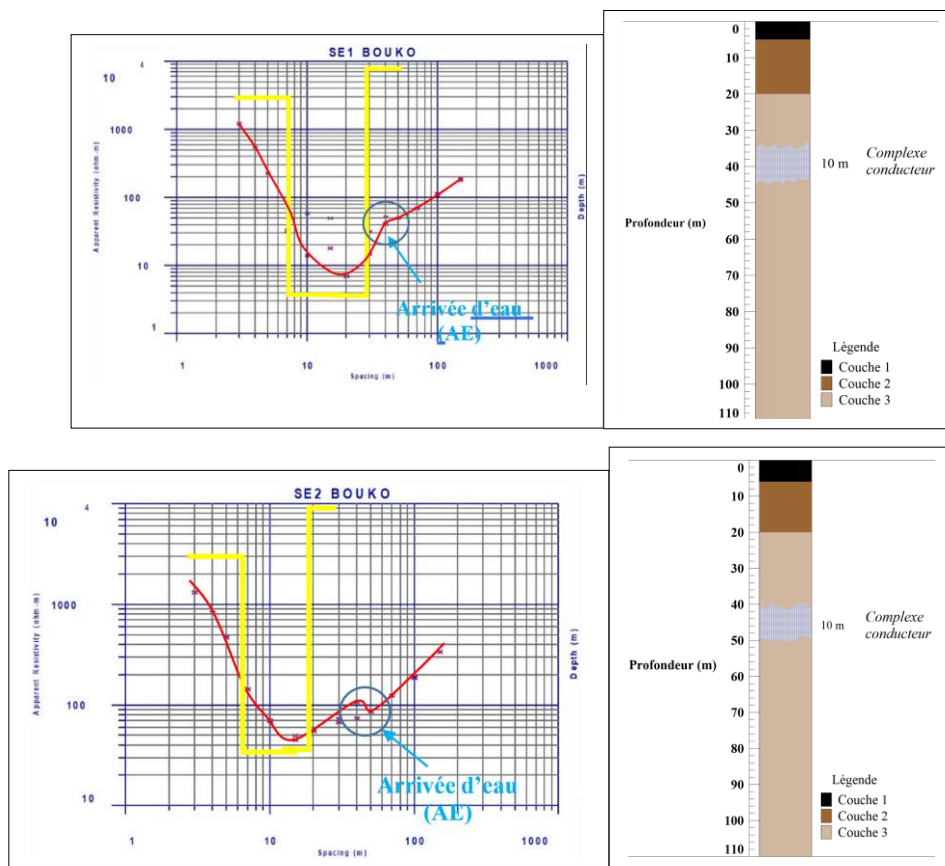 SE1 BOUKO
10 4
1000
100
10
1
Apparent Resistivity (ohm-m)
Depth (m)
Arrivée d'eau
(AE)
1 10 100 1000
Spacing (m)
0
10
20
30
40
50
60
70
80
90
100
110
Profondeur (m)
10 m
Complexe
conducteur
Légende
Couche 1
Couche 2
Couche 3
SE2 BOUKO
10 4
1000
100
10
Apparent Resistivity (ohm-m)
Depth (m)
Arrivée d'eau
(AE)
1 10 100 1000
Spacing (m)
0
10
20
30
40
50
60
70
80
90
100
110
Profondeur (m)
10 m
Complexe
conducteur
Légende
Couche 1
Couche 2
Couche 3